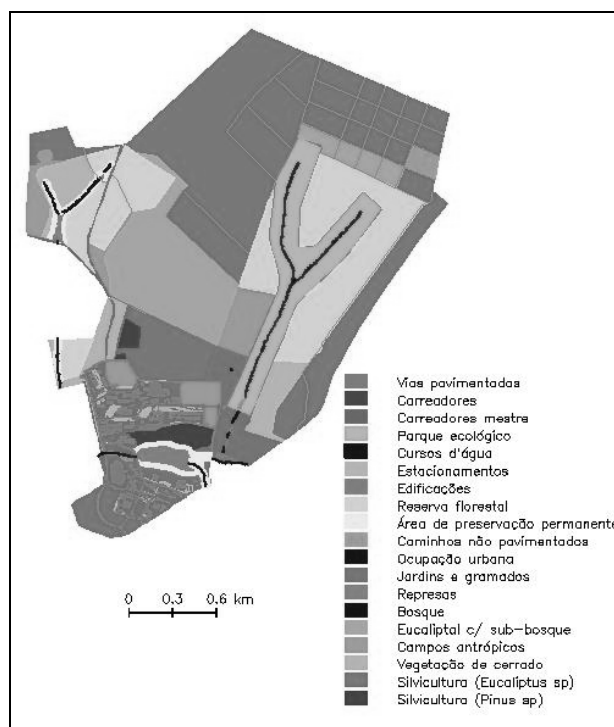 Vias pavimentadas
Carreadores
Carreadores mestre
Parque ecológico
Cursos d'água
Estacionamentos
Edificações
Reserva florestal
Área de preservação permanente
Caminhos não pavimentados
Ocupação urbana
Jardins e gramados
Represas
Bosque
Eucaliptal c/ sub-bosque
Campos antrópicos
Vegetação de cerrado
Silvicultura (Eucaliptus sp)
Silvicultura (Pinus sp)
0 0.3 0.6 km